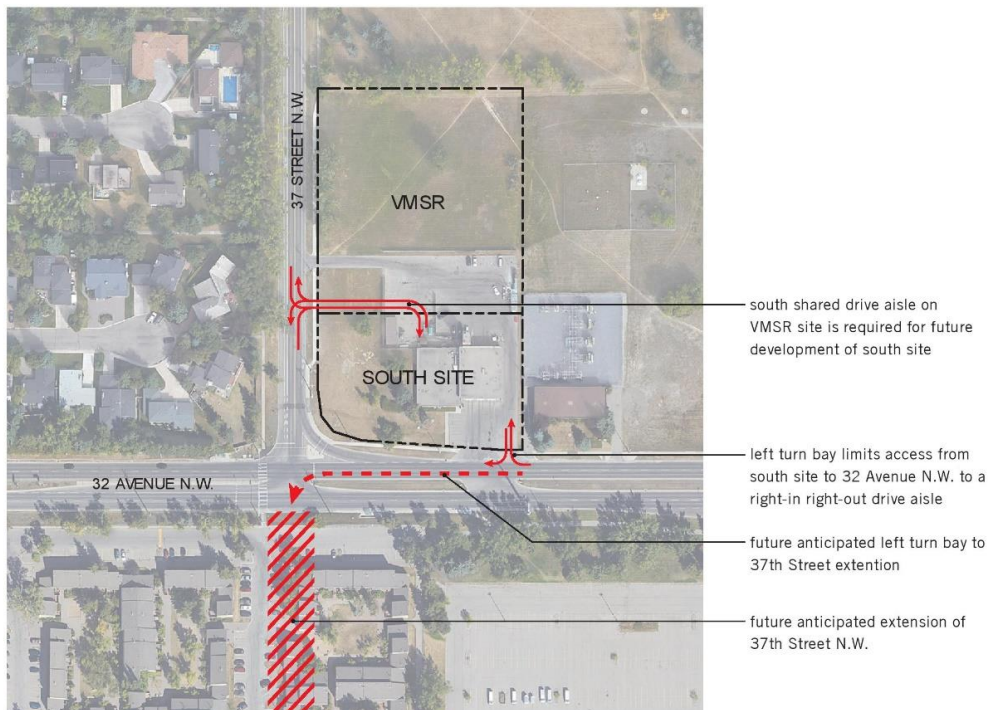 37 STREET N.W.
VMSR
SOUTH SITE
32 AVENUE N.W.
south shared drive aisle on
VMSR site is required for future
development of south site
left turn bay limits access from
south site to 32 Avenue N.W. to a
right-in right-out drive aisle
future anticipated left turn bay to
37th Street extention
future anticipated extension of
37th Street N.W.